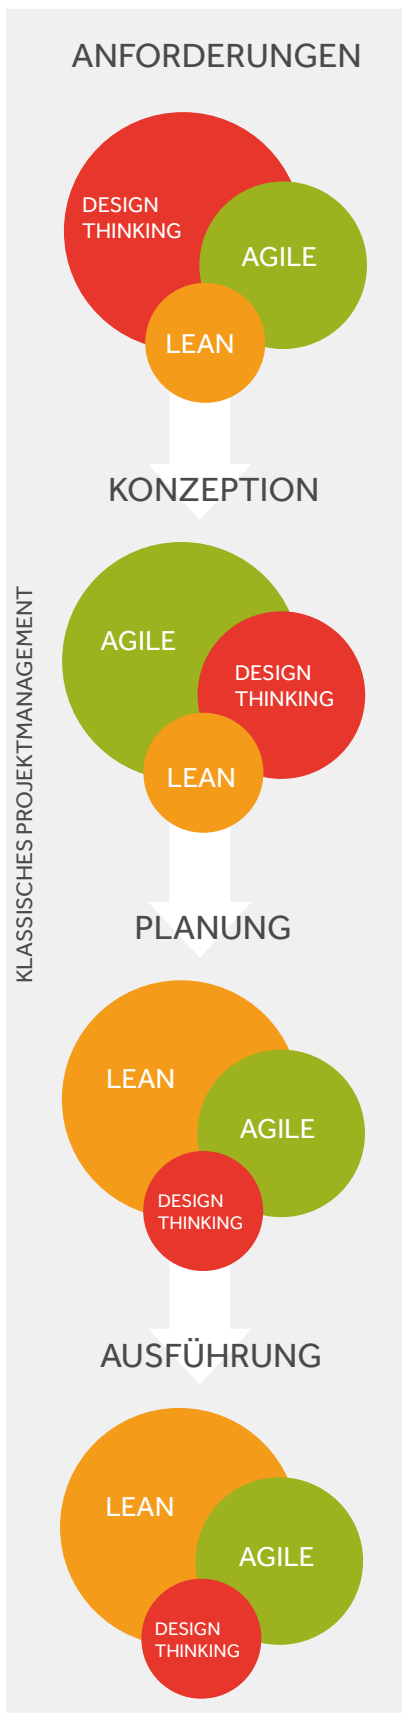 ANFORDERUNGEN
DESIGN
THINKING
AGILE
LEAN
KONZEPTION
AGILE
DESIGN
THINKING
LEAN
KLASSISCHES PROJEKTMANAGEMENT
PLANUNG
LEAN
AGILE
DESIGN
THINKING
AUSFÜHRUNG
LEAN
AGILE
DESIGN
THINKING